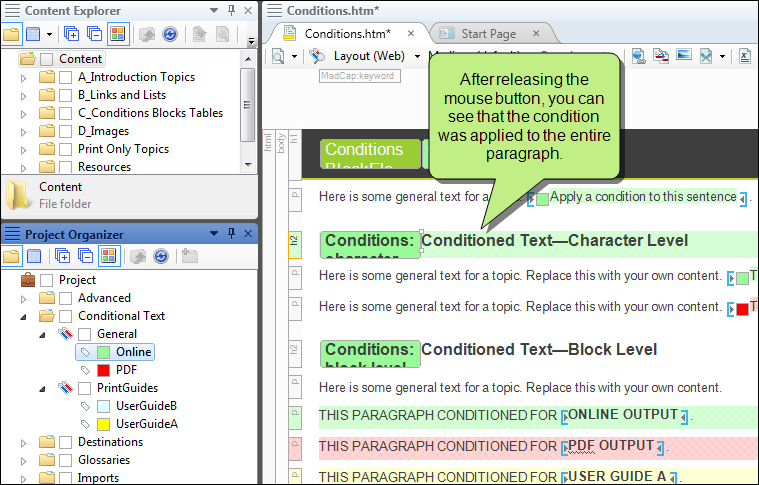 Content Explorer
Content
A_Introduction Topics
B_Links and Lists
C_Conditions Blocks Tables
D_Images
Print Only Topics
Resources
Content
File folder
Project Organizer
Project
Advanced
Conditional Text
General
Online
PDF
PrintGuides
UserGuideB
UserGuideA
Destinations
Glossaries
Imports
Conditions.htm* ×
Start Page
Layout (Web)
MadCap:keyword
After releasing the
mouse button, you can
see that the condition
was applied to the entire
paragraph.
html
body
h1
Conditions
p
Here is some general text for a Apply a condition to this sentence .
h2
Conditions: Conditioned Text—Character Level
character
p
Here is some general text for a topic. Replace this with your own content. T
p
Here is some general text for a topic. Replace this with your own content. T
h2
Conditions: Conditioned Text—Block Level
block level
p
Here is some general text for a topic. Replace this with your own content.
p
THIS PARAGRAPH CONDITIONED FOR ONLINE OUTPUT .
p
THIS PARAGRAPH CONDITIONED FOR PDF OUTPUT .
p
THIS PARAGRAPH CONDITIONED FOR USER GUIDE A .